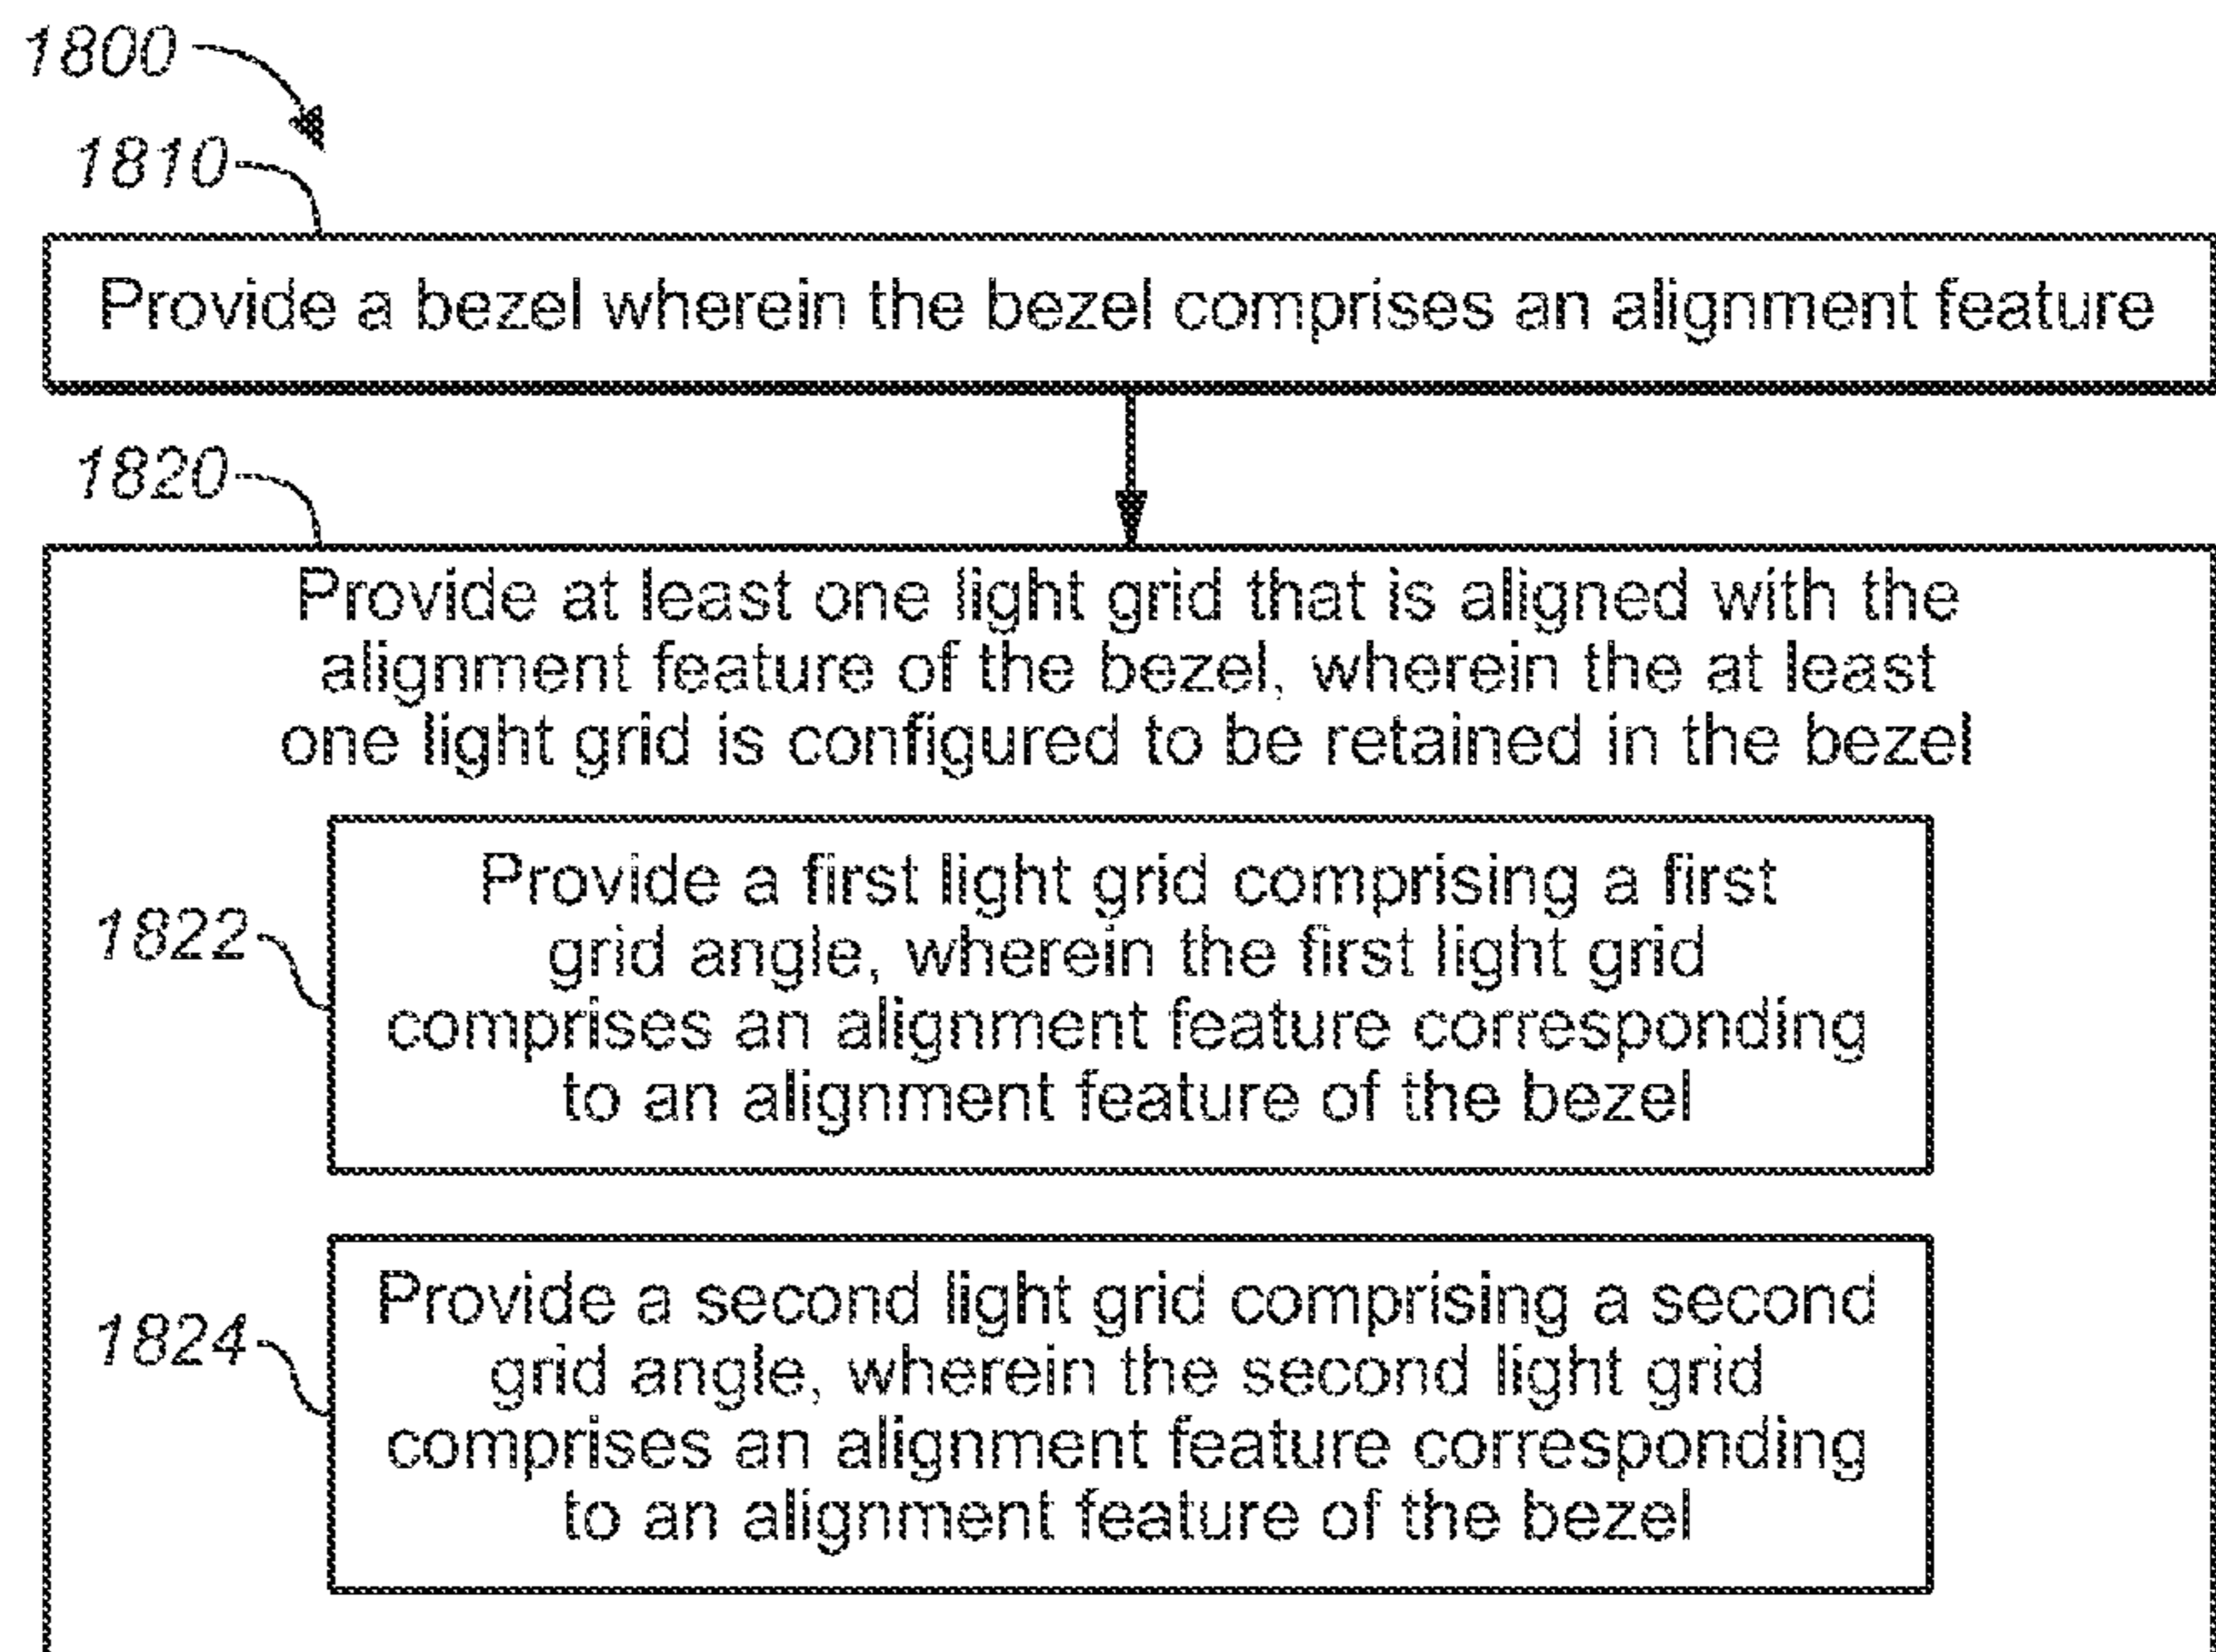 1800
1810
Provide a bezel wherein the bezel comprises an alignment feature
1820
Provide at least one light grid that is aligned with the
alignment feature of the bezel, wherein the at least
one light grid is configured to be retained in the bezel
1822
Provide a first light grid comprising a first
grid angle, wherein the first light grid
comprises an alignment feature corresponding
to an alignment feature of the bezel
1824
Provide a second light grid comprising a second
grid angle, wherein the second light grid
comprises an alignment feature corresponding
to an alignment feature of the bezel